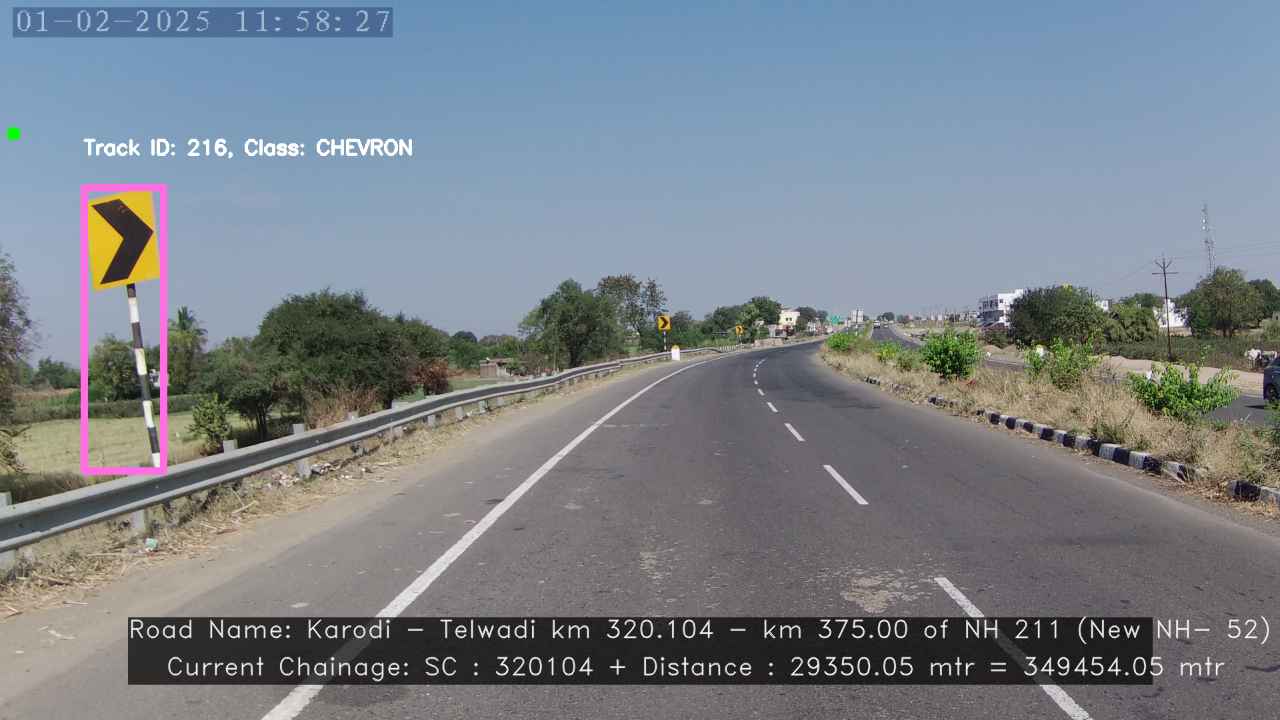 01-02-2025 11:58:27
Track ID: 216, Class: CHEVRON
Road Name: Karodi - Telwadi km 320.104 - km 375.00 of NH 211 (New NH- 52)
Current Chainage: SC : 320104 + Distance : 29350.05 mtr = 349454.05 mtr